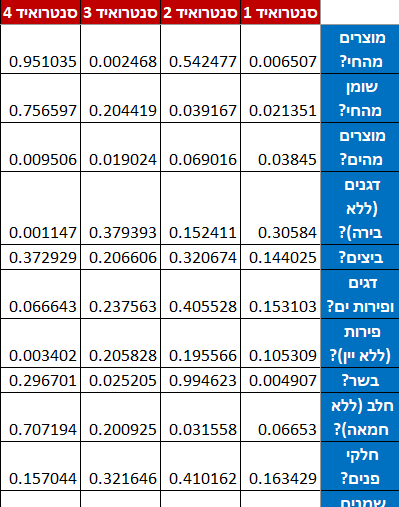 סנטרואיד 1 סנטרואיד 2 סנטרואיד 3 סנטרואיד 4
מוצרים
מהחי? 0.006507 0.542477 0.002468 0.951035
שומן
מהחי? 0.021351 0.039167 0.204419 0.756597
מוצרים
מהים? 0.03845 0.069016 0.019024 0.009506
דגנים
(ללא
בירה)? 0.30584 0.152411 0.379393 0.001147
ביצים? 0.144025 0.320674 0.206606 0.372929
דגים
ופירות ים? 0.153103 0.405528 0.237563 0.066643
פירות
(ללא יין)? 0.105309 0.195566 0.205828 0.003402
בשר? 0.004907 0.994623 0.025205 0.296701
חלב (ללא
חמאה)? 0.06653 0.031558 0.200925 0.707194
חלקי
פנים? 0.163429 0.410162 0.321646 0.157044
שמנים